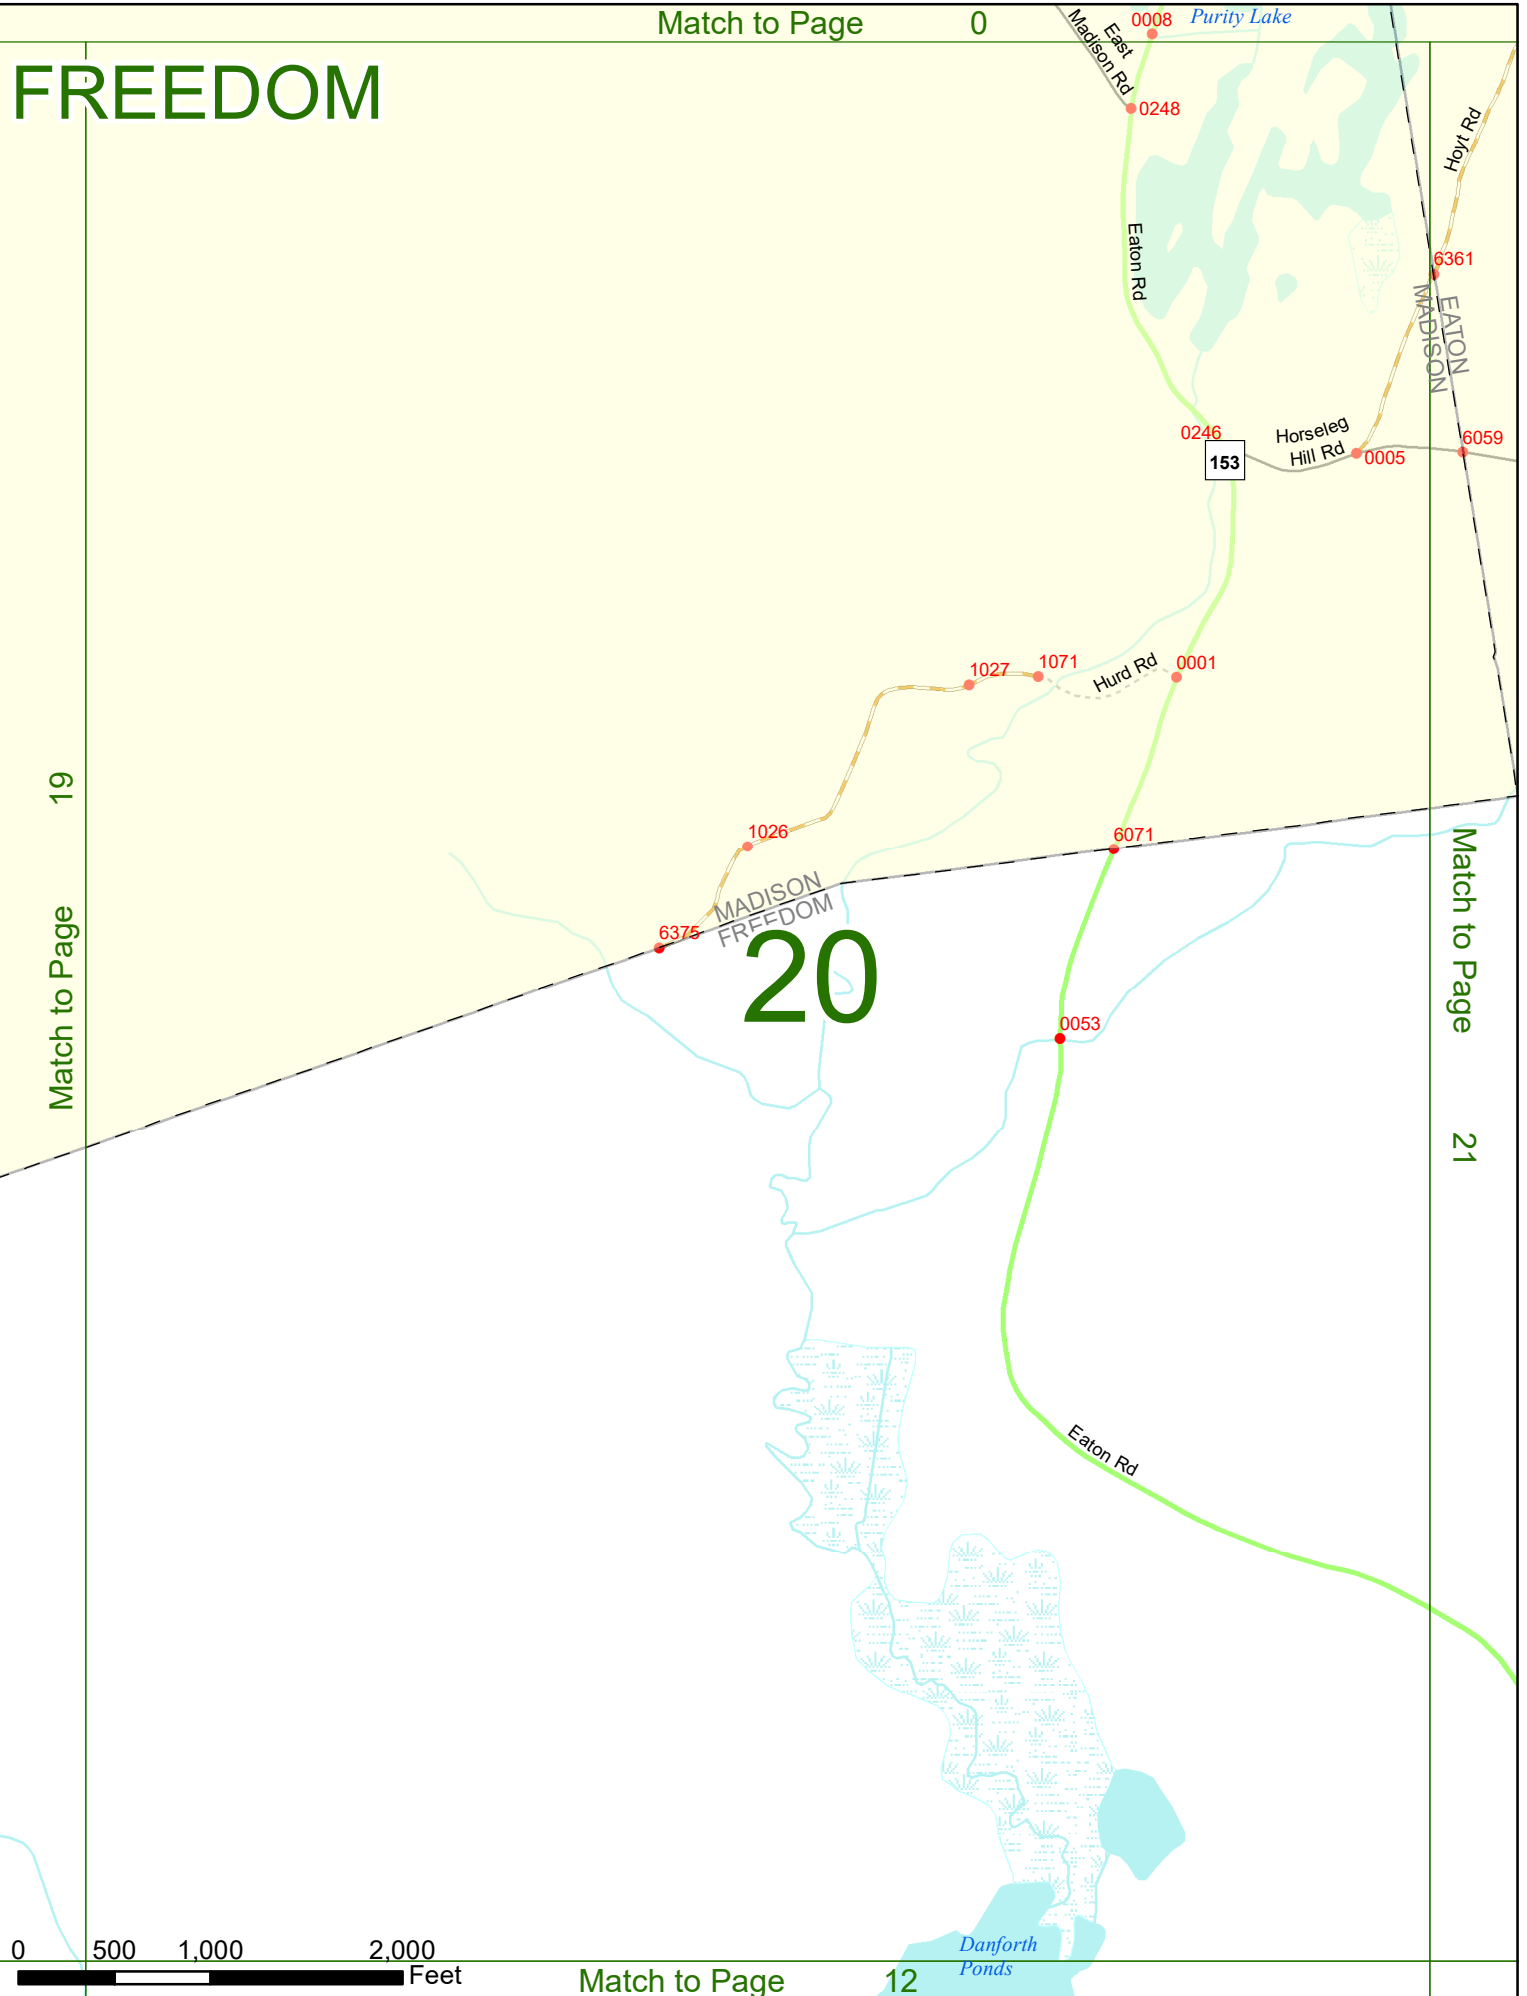 Match to Page 0
FREEDOM
East
Madison Rd
0008
Purity Lake
0248
Hoyt Rd
Eaton Rd
6361
EATON
MADISON
0246
153
Horseleg
Hill Rd
0005
6059
1027
1071
Hurd Rd
0001
1026
6071
MADISON
FREEDOM
6375
20
0053
Match to Page 19
Match to Page 21
Eaton Rd
Danforth
Ponds
0 500 1,000 2,000
Feet
Match to Page 12